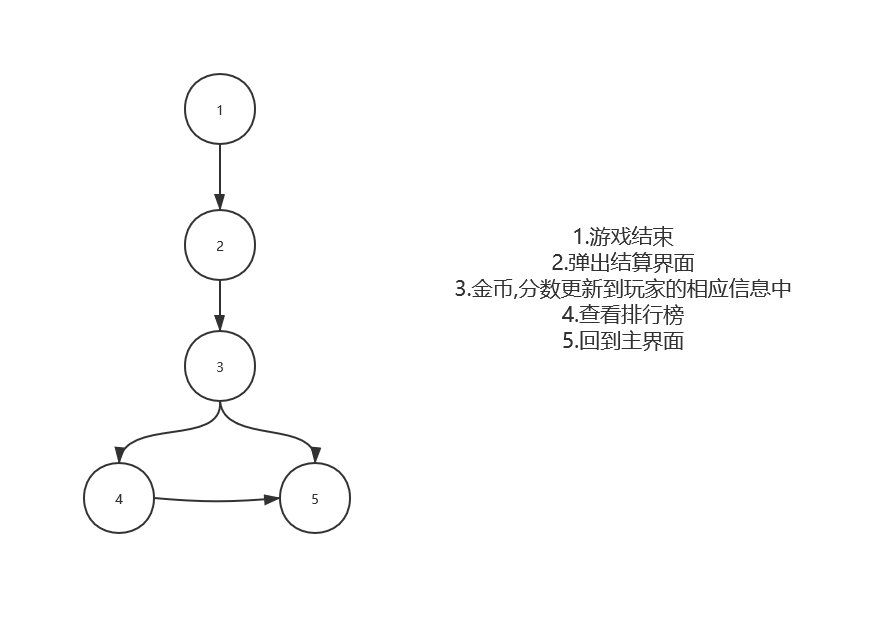 1
2
3
4
5
1.游戏结束
2.弹出结算界面
3.金币,分数更新到玩家的相应信息中
4.查看排行榜
5.回到主界面